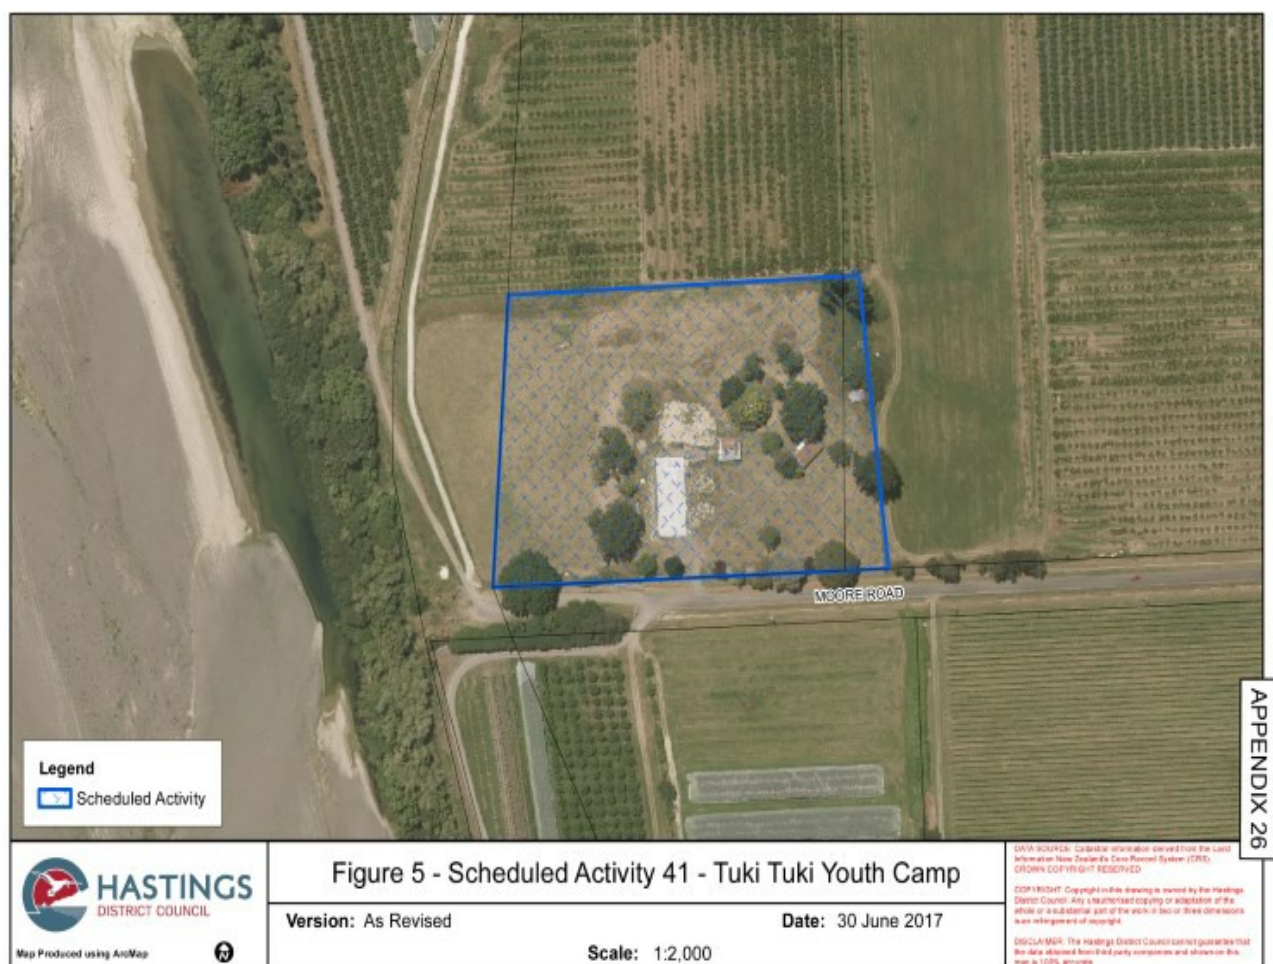 MOORE ROAD
Legend
Scheduled Activity
APPENDIX 26
HASTINGS
DISTRICT COUNCIL
Map Produced using ArcMap
N
Figure 5 - Scheduled Activity 41 - Tuki Tuki Youth Camp
Version: As Revised
Date: 30 June 2017
Scale: 1:2,000
DATA SOURCE: Cadastral information derived from the Land
Information New Zealand's Core Record System (CRS).
CROWN COPYRIGHT RESERVED
COPYRIGHT: Copyright in this drawing is owned by the Hastings
District Council. Any unauthorised copying or adaptation of the
whole or a substantial part of the work in two or three dimensions
is an infringement of copyright.
DISCLAIMER: The Hastings District Council cannot guarantee that
the data obtained from third party companies and shown on this
map is 100% accurate.